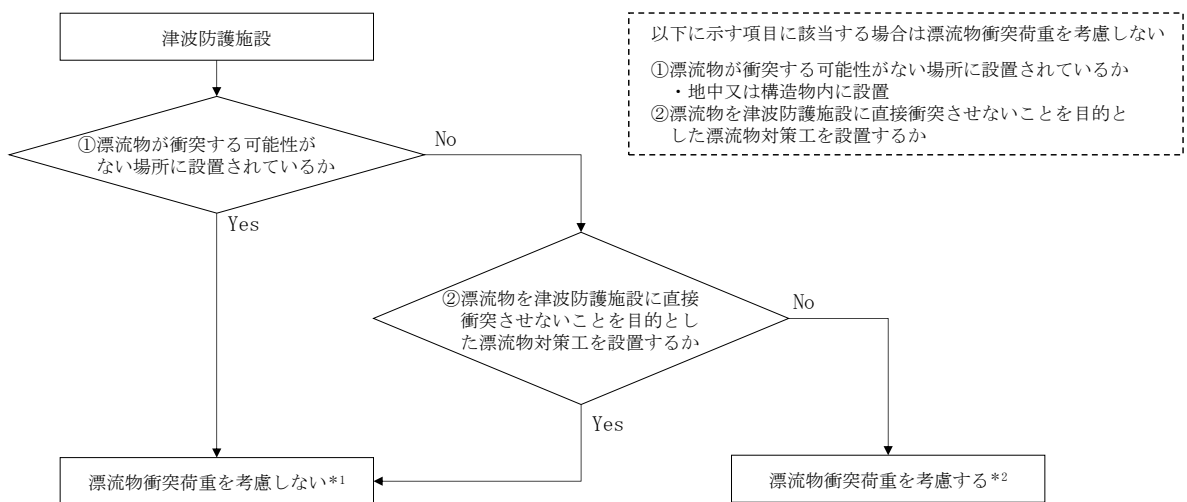 津波防護施設
以下に示す項目に該当する場合は漂流物衝突荷重を考慮しない
①漂流物が衝突する可能性がない場所に設置されているか
・地中又は構造物内に設置
②漂流物を津波防護施設に直接衝突させないことを目的と
した漂流物対策工を設置するか
①漂流物が衝突する可能性が
ない場所に設置されているか
No
Yes
②漂流物を津波防護施設に直接
衝突させないことを目的とし
た漂流物対策工を設置するか
No
Yes
漂流物衝突荷重を考慮しない*1
漂流物衝突荷重を考慮する*2